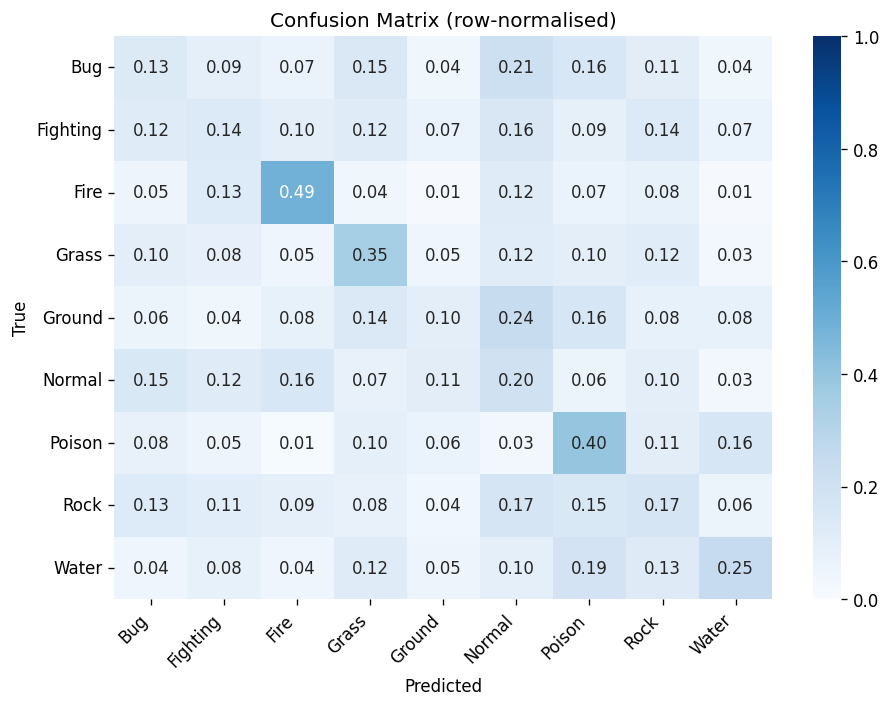 Confusion Matrix (row-normalised)
Bug 0.13 0.09 0.07 0.15 0.04 0.21 0.16 0.11 0.04
Fighting 0.12 0.14 0.10 0.12 0.07 0.16 0.09 0.14 0.07
Fire 0.05 0.13 0.49 0.04 0.01 0.12 0.07 0.08 0.01
Grass 0.10 0.08 0.05 0.35 0.05 0.12 0.10 0.12 0.03
Ground 0.06 0.04 0.08 0.14 0.10 0.24 0.16 0.08 0.08
Normal 0.15 0.12 0.16 0.07 0.11 0.20 0.06 0.10 0.03
Poison 0.08 0.05 0.01 0.10 0.06 0.03 0.40 0.11 0.16
Rock 0.13 0.11 0.09 0.08 0.04 0.17 0.15 0.17 0.06
Water 0.04 0.08 0.04 0.12 0.05 0.10 0.19 0.13 0.25
Bug Fighting Fire Grass Ground Normal Poison Rock Water
Predicted
True
1.0
0.8
0.6
0.4
0.2
0.0